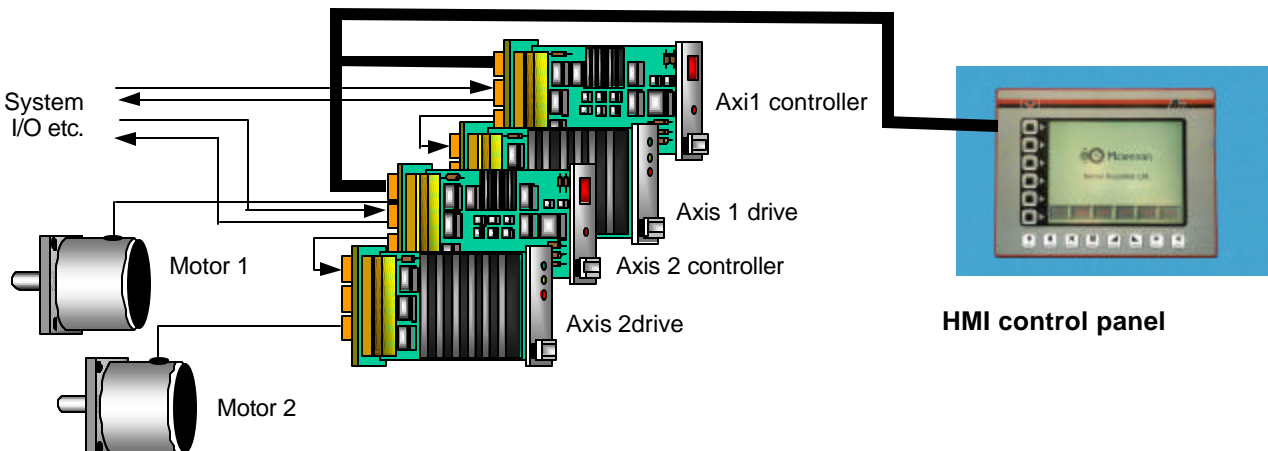 System
I/O etc.
Axi1 controller
Axis 1 drive
Axis 2 controller
Axis 2drive
Motor 1
Motor 2
HMI control panel